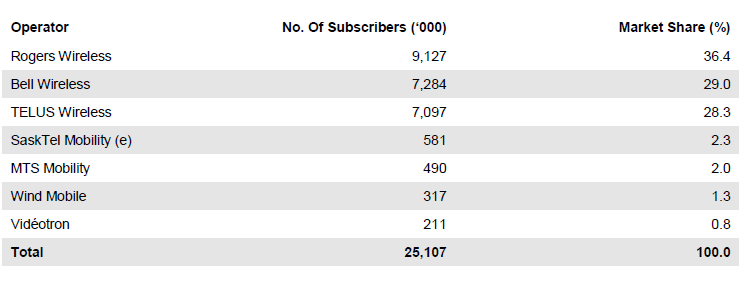 Operator No. Of Subscribers (‘000) Market Share (%)
Rogers Wireless 9,127 36.4
Bell Wireless 7,284 29.0
TELUS Wireless 7,097 28.3
SaskTel Mobility (e) 581 2.3
MTS Mobility 490 2.0
Wind Mobile 317 1.3
Vidéotron 211 0.8
Total 25,107 100.0